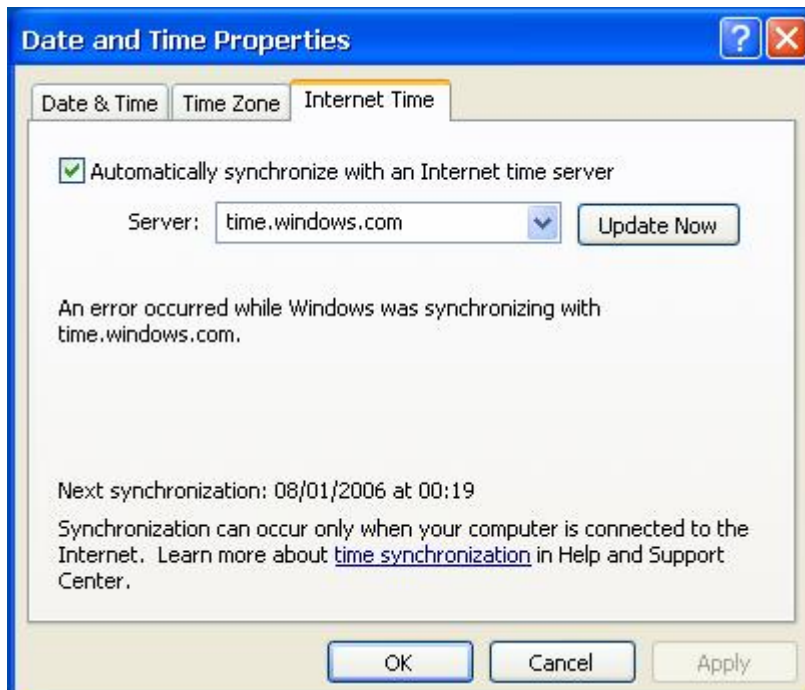 Date and Time Properties
Date & Time
Time Zone
Internet Time
Automatically synchronize with an Internet time server
Server:
time.windows.com
Update Now
An error occurred while Windows was synchronizing with
time.windows.com.
Next synchronization: 08/01/2006 at 00:19
Synchronization can occur only when your computer is connected to the
Internet. Learn more about time synchronization in Help and Support
Center.
OK
Cancel
Apply